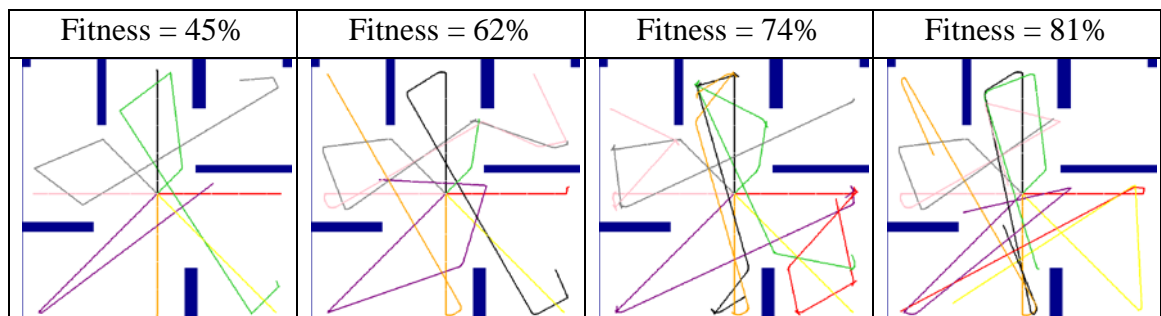 Fitness = 45% Fitness = 62% Fitness = 74% Fitness = 81%